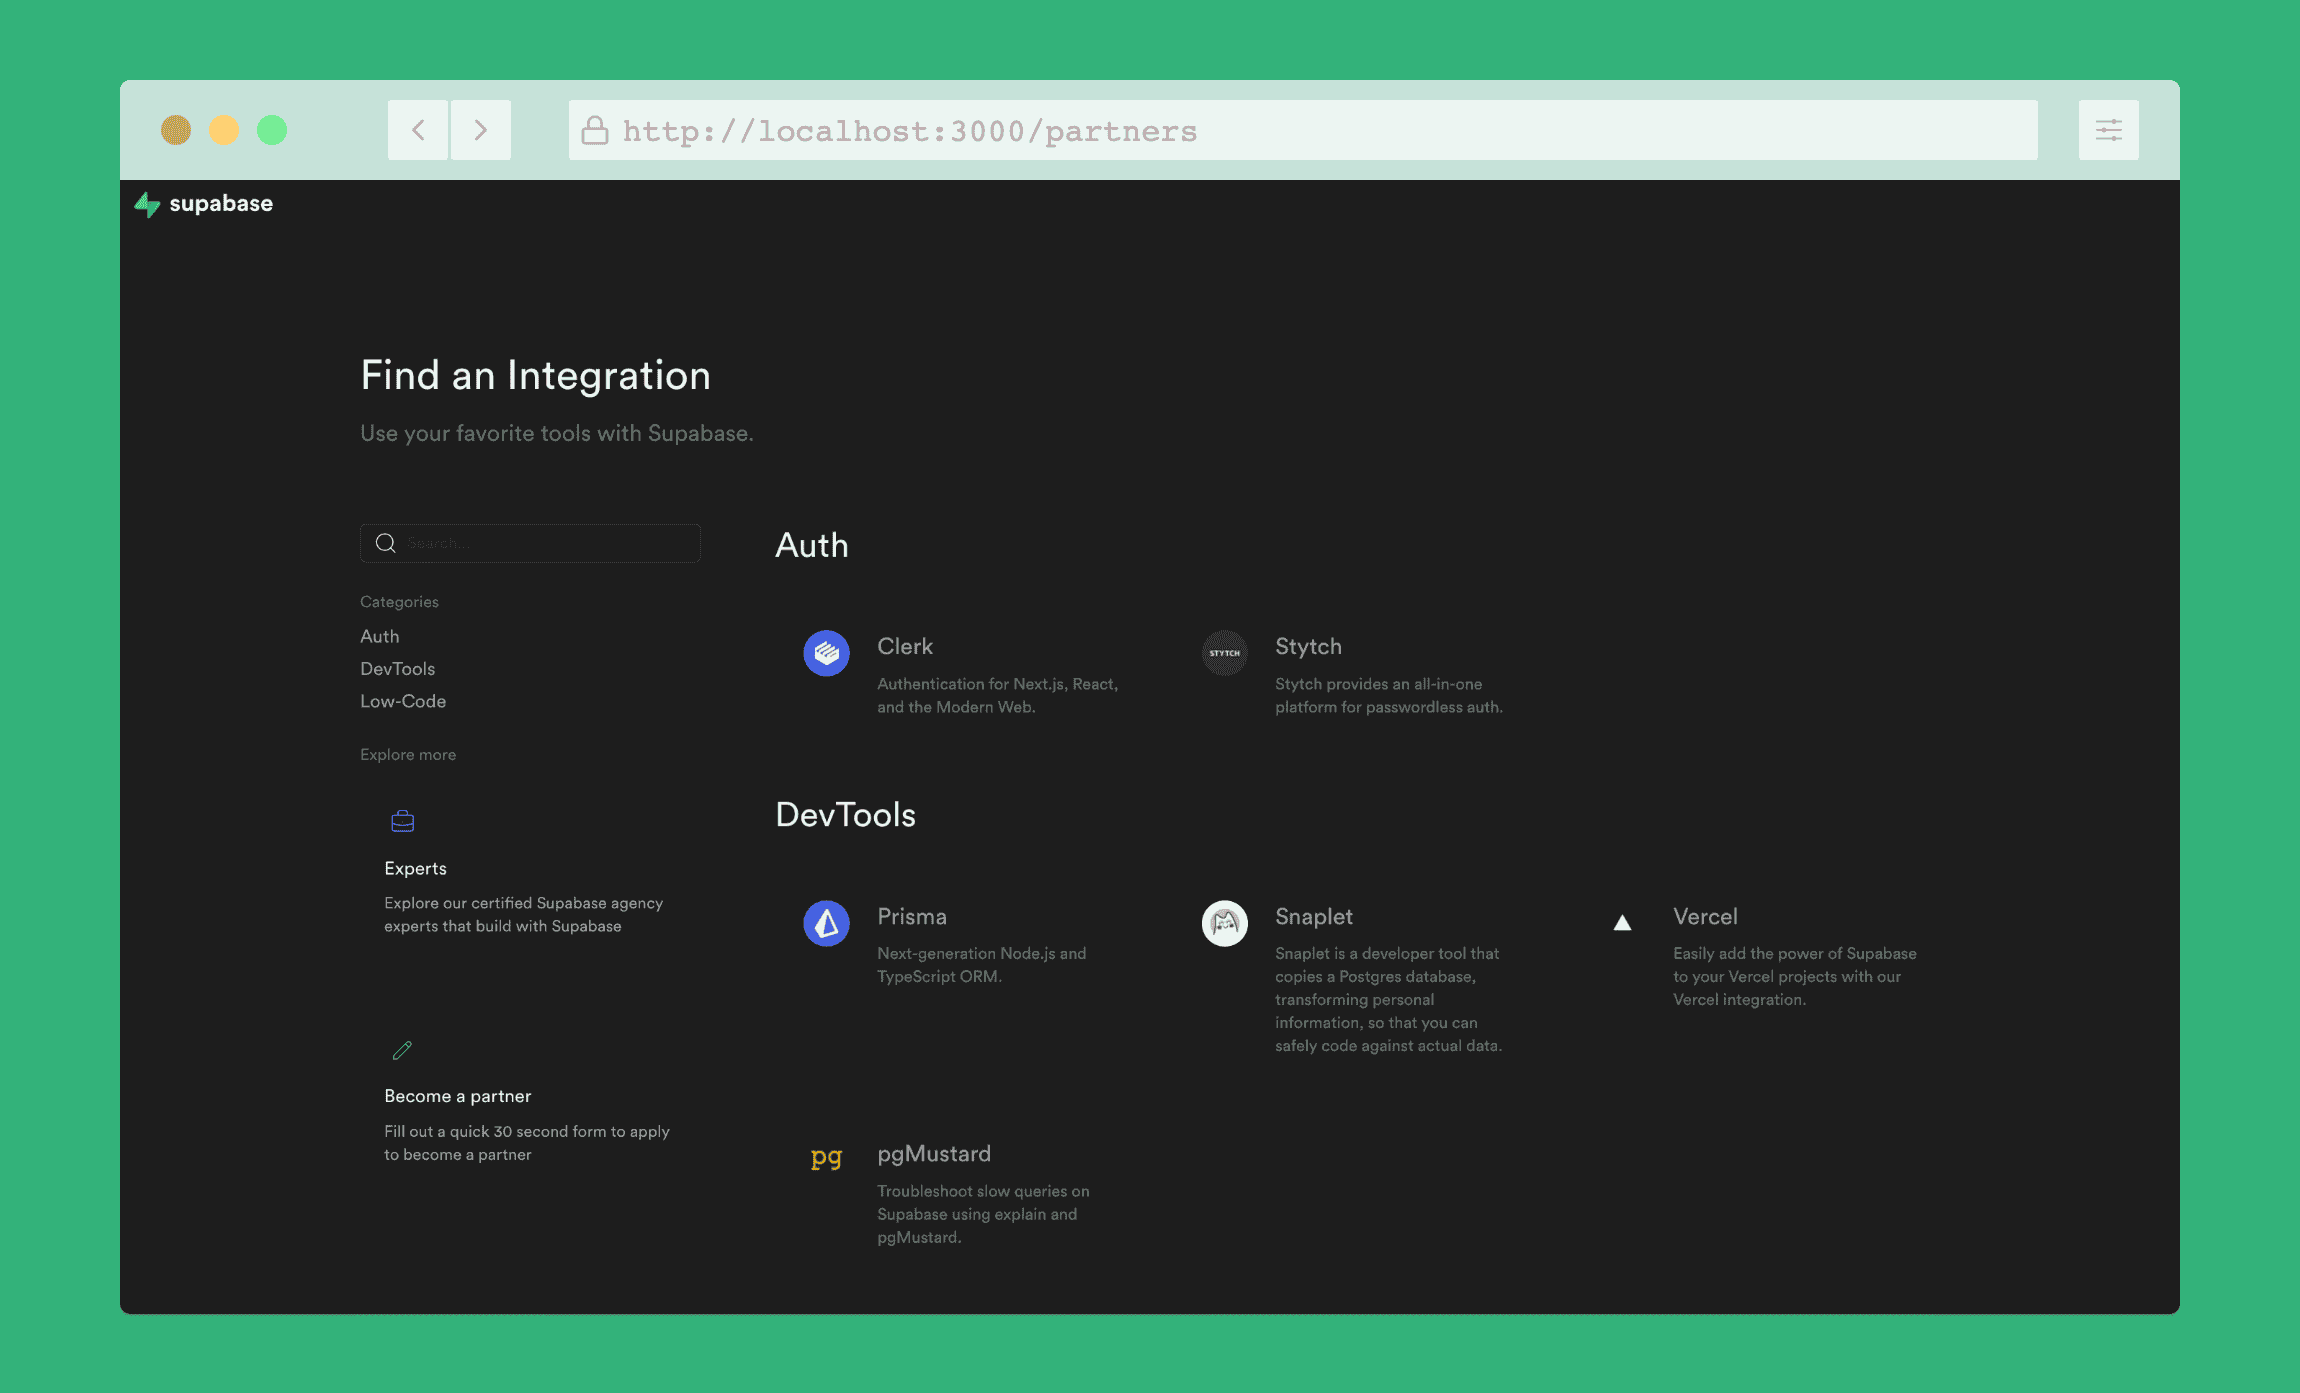 http://localhost:3000/partners
supabase
Find an Integration
Use your favorite tools with Supabase.
Search...
Categories
Auth
DevTools
Low-Code
Explore more
Experts
Explore our certified Supabase agency
experts that build with Supabase
Become a partner
Fill out a quick 30 second form to apply
to become a partner
Auth
Clerk
Authentication for Next.js, React,
and the Modern Web.
STYTCH
Stytch
Stytch provides an all-in-one
platform for passwordless auth.
DevTools
Prisma
Next-generation Node.js and
TypeScript ORM.
Snaplet
Snaplet is a developer tool that
copies a Postgres database,
transforming personal
information, so that you can
safely code against actual data.
Vercel
Easily add the power of Supabase
to your Vercel projects with our
Vercel integration.
pg
pgMustard
Troubleshoot slow queries on
Supabase using explain and
pgMustard.